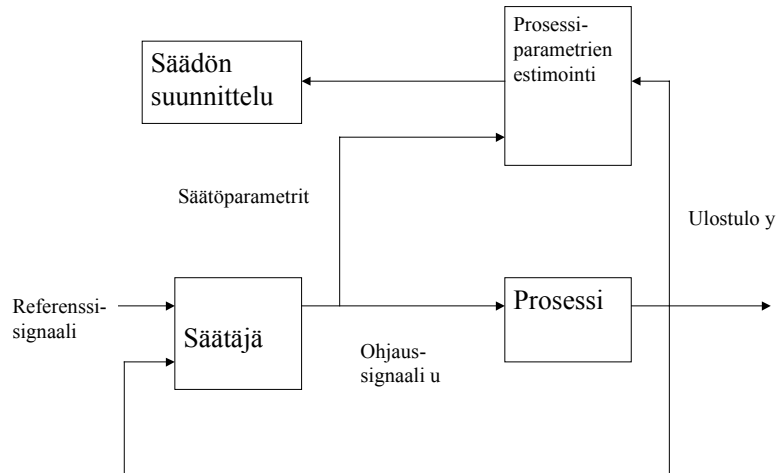 Prosessi-
parametrien
estimointi
Säädön
suunnittelu
Säätöparametrit
Ulostulo y
Referenssi-
signaali
Säätäjä
Prosessi
Ohjaus-
signaali u